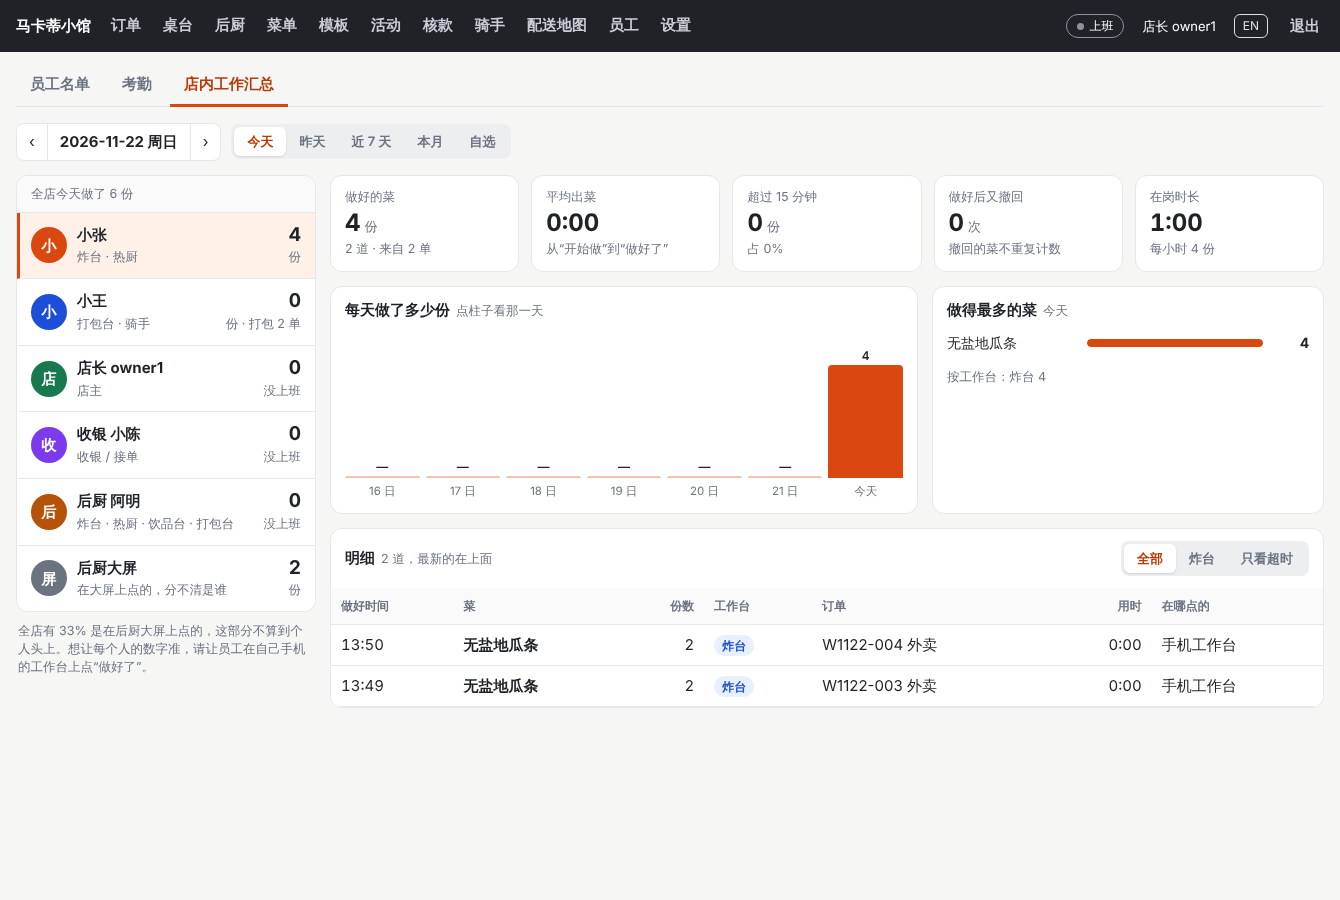 马卡蒂小馆 订单 桌台 后厨 菜单 模板 活动 核款 骑手 配送地图 员工 设置 上班 店长 owner1 EN 退出
员工名单 考勤 店内工作汇总
‹ 2026-11-22 周日 › 今天 昨天 近 7 天 本月 自选
全店今天做了 6 份
小 小张 4
炸台 · 热厨 份
小 小王 0
打包台 · 骑手 份 · 打包 2 单
店 店长 owner1 0
店主 没上班
收 收银 小陈 0
收银 / 接单 没上班
后 后厨 阿明 0
炸台 · 热厨 · 饮品台 · 打包台 没上班
屏 后厨大屏 2
在大屏上点的，分不清是谁 份
全店有 33% 是在后厨大屏上点的，这部分不算到个
人头上。想让每个人的数字准，请让员工在自己手机
的工作台上点“做好了”。
做好的菜
4 份
2 道 · 来自 2 单
平均出菜
0:00
从“开始做”到“做好了”
超过 15 分钟
0 份
占 0%
做好后又撤回
0 次
撤回的菜不重复计数
在岗时长
1:00
每小时 4 份
每天做了多少份 点柱子看那一天
— — — — — — 4
16 日 17 日 18 日 19 日 20 日 21 日 今天
做得最多的菜 今天
无盐地瓜条 4
按工作台：炸台 4
明细 2 道，最新的在上面 全部 炸台 只看超时
做好时间 菜 份数 工作台 订单 用时 在哪点的
13:50 无盐地瓜条 2 炸台 W1122-004 外卖 0:00 手机工作台
13:49 无盐地瓜条 2 炸台 W1122-003 外卖 0:00 手机工作台